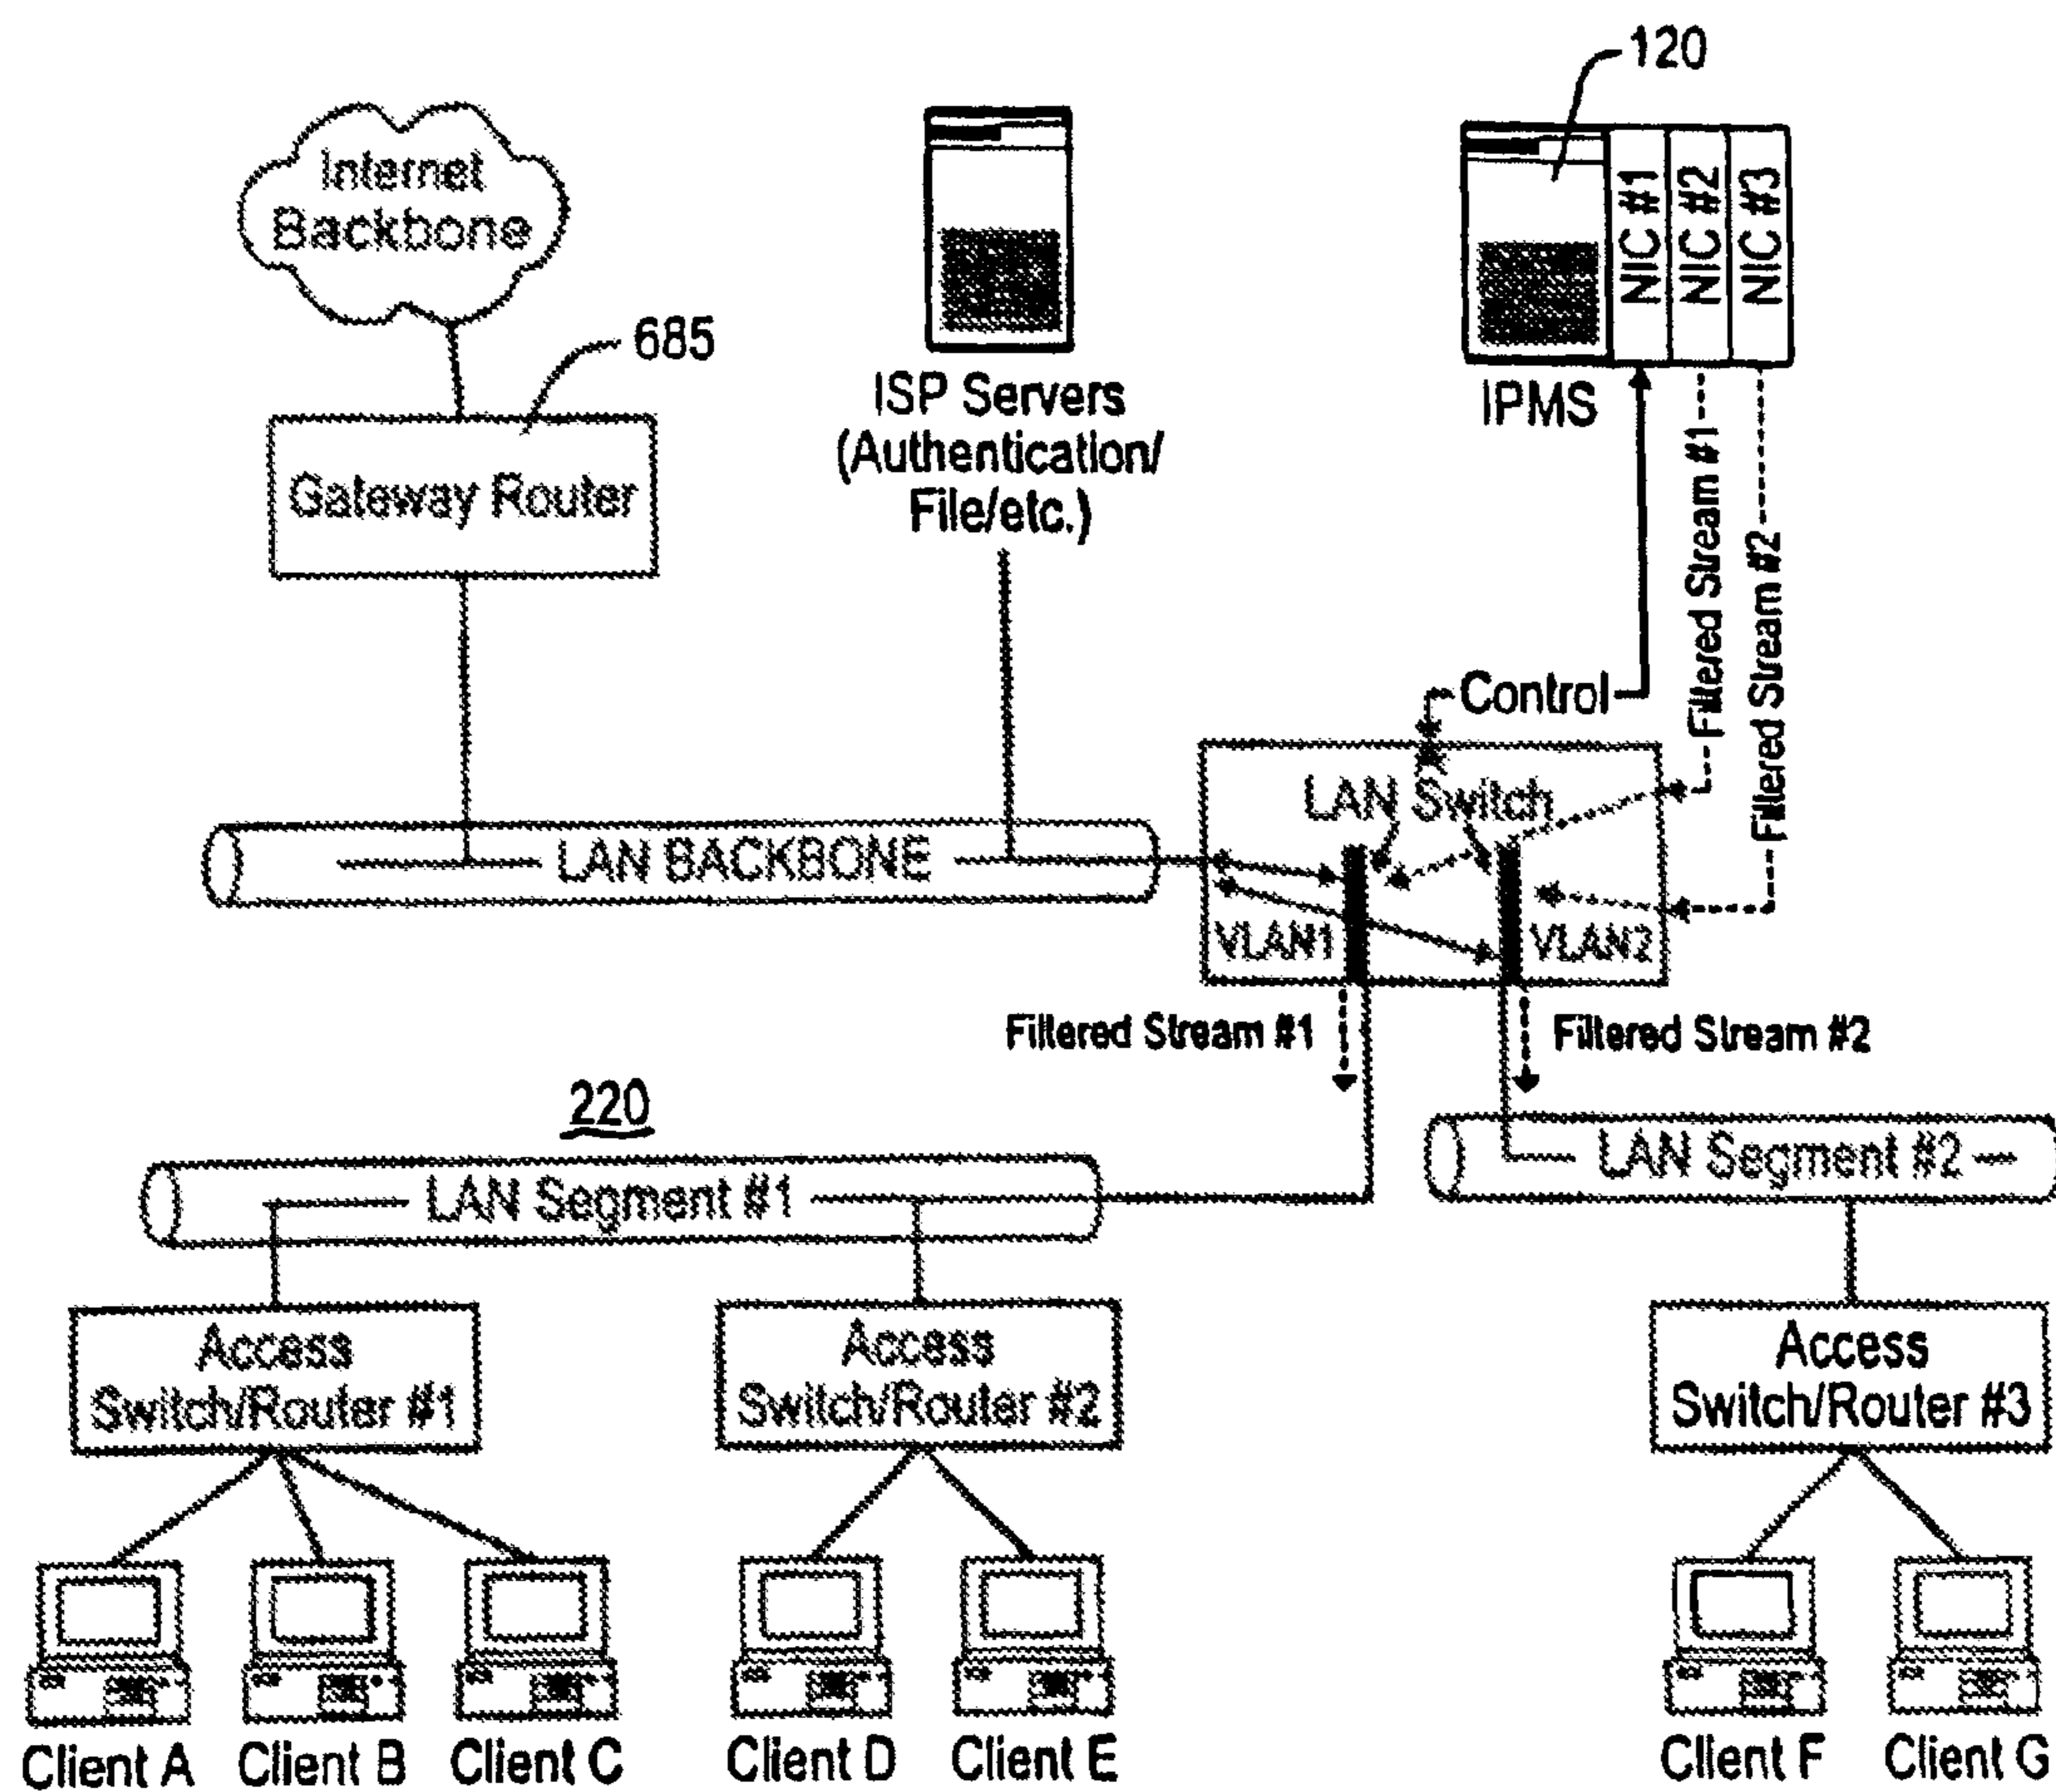 120
Internet
Backbone
685
Gateway Router
ISP Servers
(Authentication/
File/etc.)
NIC #1
NIC #2
NIC #3
IPMS
Filtered Stream #1
Filtered Stream #2
Control
LAN Switch
LAN BACKBONE
VLAN1
VLAN2
Filtered Stream #1
Filtered Stream #2
220
LAN Segment #1
LAN Segment #2
Access
Switch/Router #1
Access
Switch/Router #2
Access
Switch/Router #3
Client A
Client B
Client C
Client D
Client E
Client F
Client G